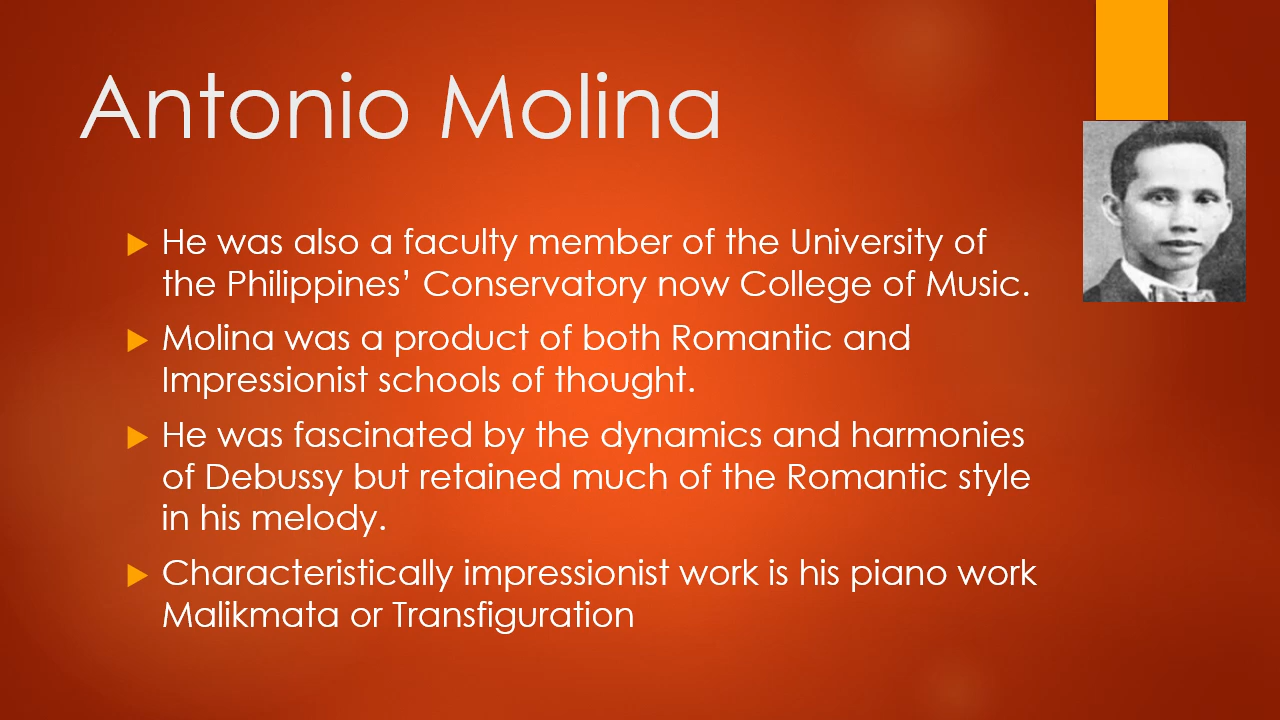 Antonio Molina
He was also a faculty member of the University of
the Philippines’ Conservatory now College of Music.
Molina was a product of both Romantic and
Impressionist schools of thought.
He was fascinated by the dynamics and harmonies
of Debussy but retained much of the Romantic style
in his melody.
Characteristically impressionist work is his piano work
Malikmata or Transfiguration